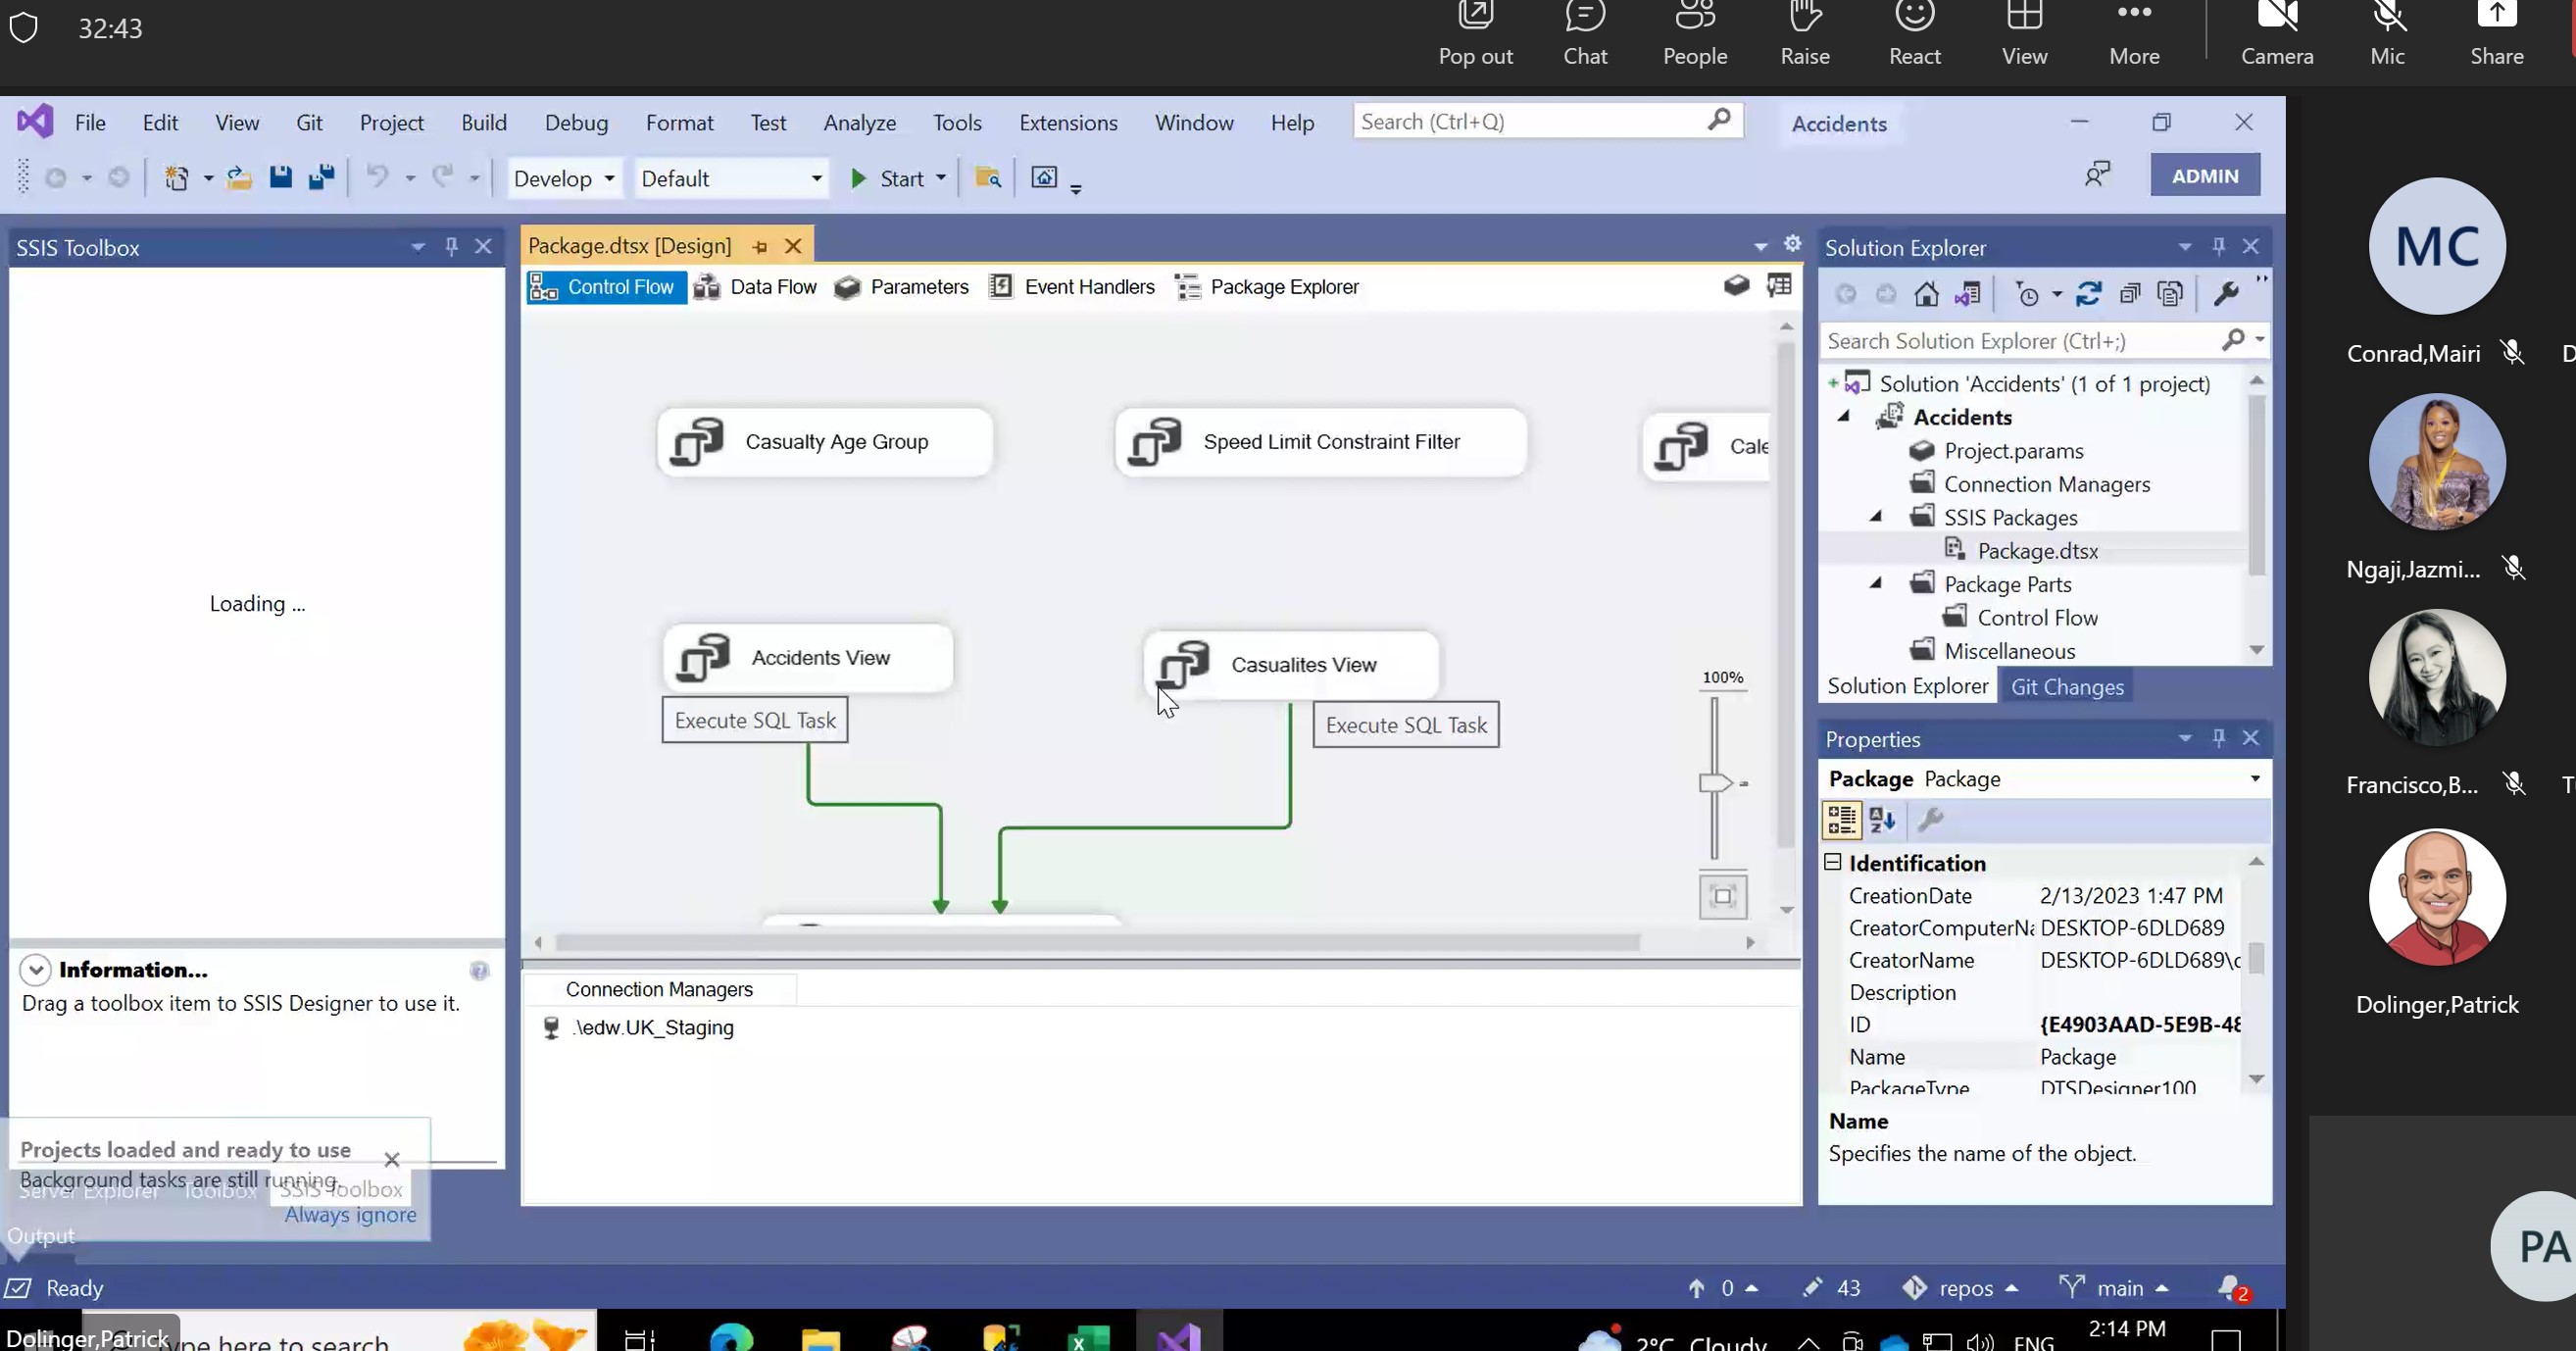 32:43
Pop out Chat People Raise React View More Camera Mic Share
File Edit View Git Project Build Debug Format Test Analyze Tools Extensions Window Help Search (Ctrl+Q) Accidents
Develop Default Start ADMIN
SSIS Toolbox
Loading ...
Information...
Drag a toolbox item to SSIS Designer to use it.
Projects loaded and ready to use
Background tasks are still running.
Server Explorer Toolbox SSIS Toolbox
Always ignore
Output
Package.dtsx [Design]
Control Flow Data Flow Parameters Event Handlers Package Explorer
Casualty Age Group Speed Limit Constraint Filter Cale
Accidents View Casualites View
Execute SQL Task Execute SQL Task
100%
Connection Managers
.\edw.UK_Staging
Solution Explorer
Search Solution Explorer (Ctrl+;)
Solution 'Accidents' (1 of 1 project)
Accidents
Project.params
Connection Managers
SSIS Packages
Package.dtsx
Package Parts
Control Flow
Miscellaneous
Solution Explorer Git Changes
Properties
Package Package
Identification
CreationDate 2/13/2023 1:47 PM
CreatorComputerNa DESKTOP-6DLD689
CreatorName DESKTOP-6DLD689\
Description
ID {E4903AAD-5E9B-48
Name Package
PackageType DTSDesigner100
Name
Specifies the name of the object.
Ready 0 43 repos main 2
Dolinger,Patrick
ype here to search
2°C Cloudy ENG 2:14 PM
MC
Conrad,Mairi D
Ngaji,Jazmi...
Francisco,B... T
Dolinger,Patrick
PA